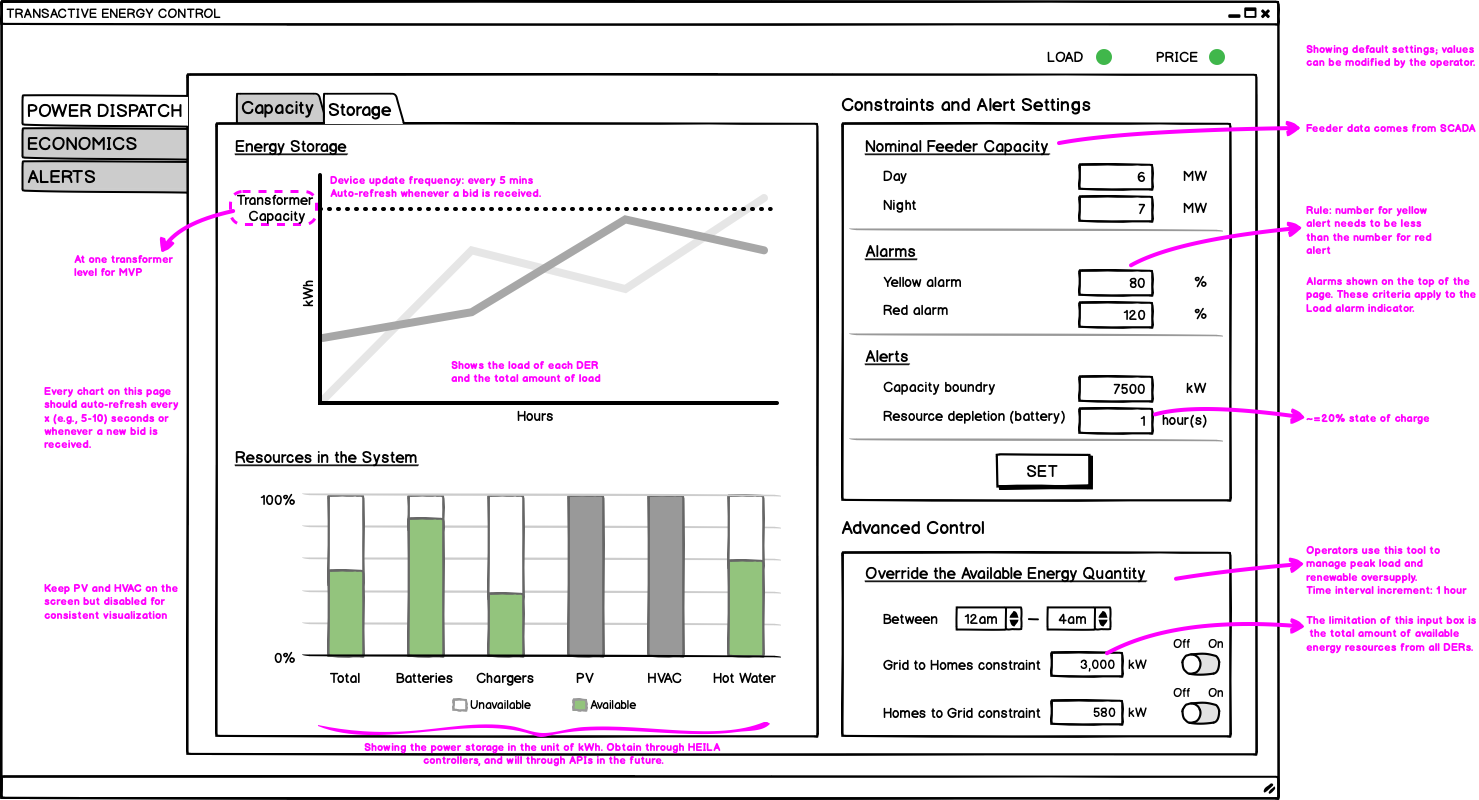 TRANSACTIVE ENERGY CONTROL
LOAD
PRICE
Showing default settings; values
can be modified by the operator.
POWER DISPATCH
ECONOMICS
ALERTS
Capacity
Storage
Energy Storage
Device update frequency: every 5 mins
Auto-refresh whenever a bid is received.
Transformer
Capacity
At one transformer
level for MVP
kWh
Shows the load of each DER
and the total amount of load
Hours
Every chart on this page
should auto-refresh every
x (e.g., 5-10) seconds or
whenever a new bid is
received.
Resources in the System
100%
0%
Total
Batteries
Chargers
PV
HVAC
Hot Water
Unavailable
Available
Keep PV and HVAC on the
screen but disabled for
consistent visualization
Showing the power storage in the unit of kWh. Obtain through HEILA
controllers, and will through APIs in the future.
Constraints and Alert Settings
Nominal Feeder Capacity
Feeder data comes from SCADA
Day 6 MW
Night 7 MW
Alarms
Yellow alarm 80 %
Red alarm 120 %
Rule: number for yellow
alert needs to be less
than the number for red
alert
Alarms shown on the top of the
page. These criteria apply to the
Load alarm indicator.
Alerts
Capacity boundry 7500 kW
Resource depletion (battery) 1 hour(s)
~=20% state of charge
SET
Advanced Control
Override the Available Energy Quantity
Operators use this tool to
manage peak load and
renewable oversupply.
Time interval increment: 1 hour
Between 12am – 4am
The limitation of this input box is
the total amount of available
energy resources from all DERs.
Off On
Grid to Homes constraint 3,000 kW
Off On
Homes to Grid constraint 580 kW